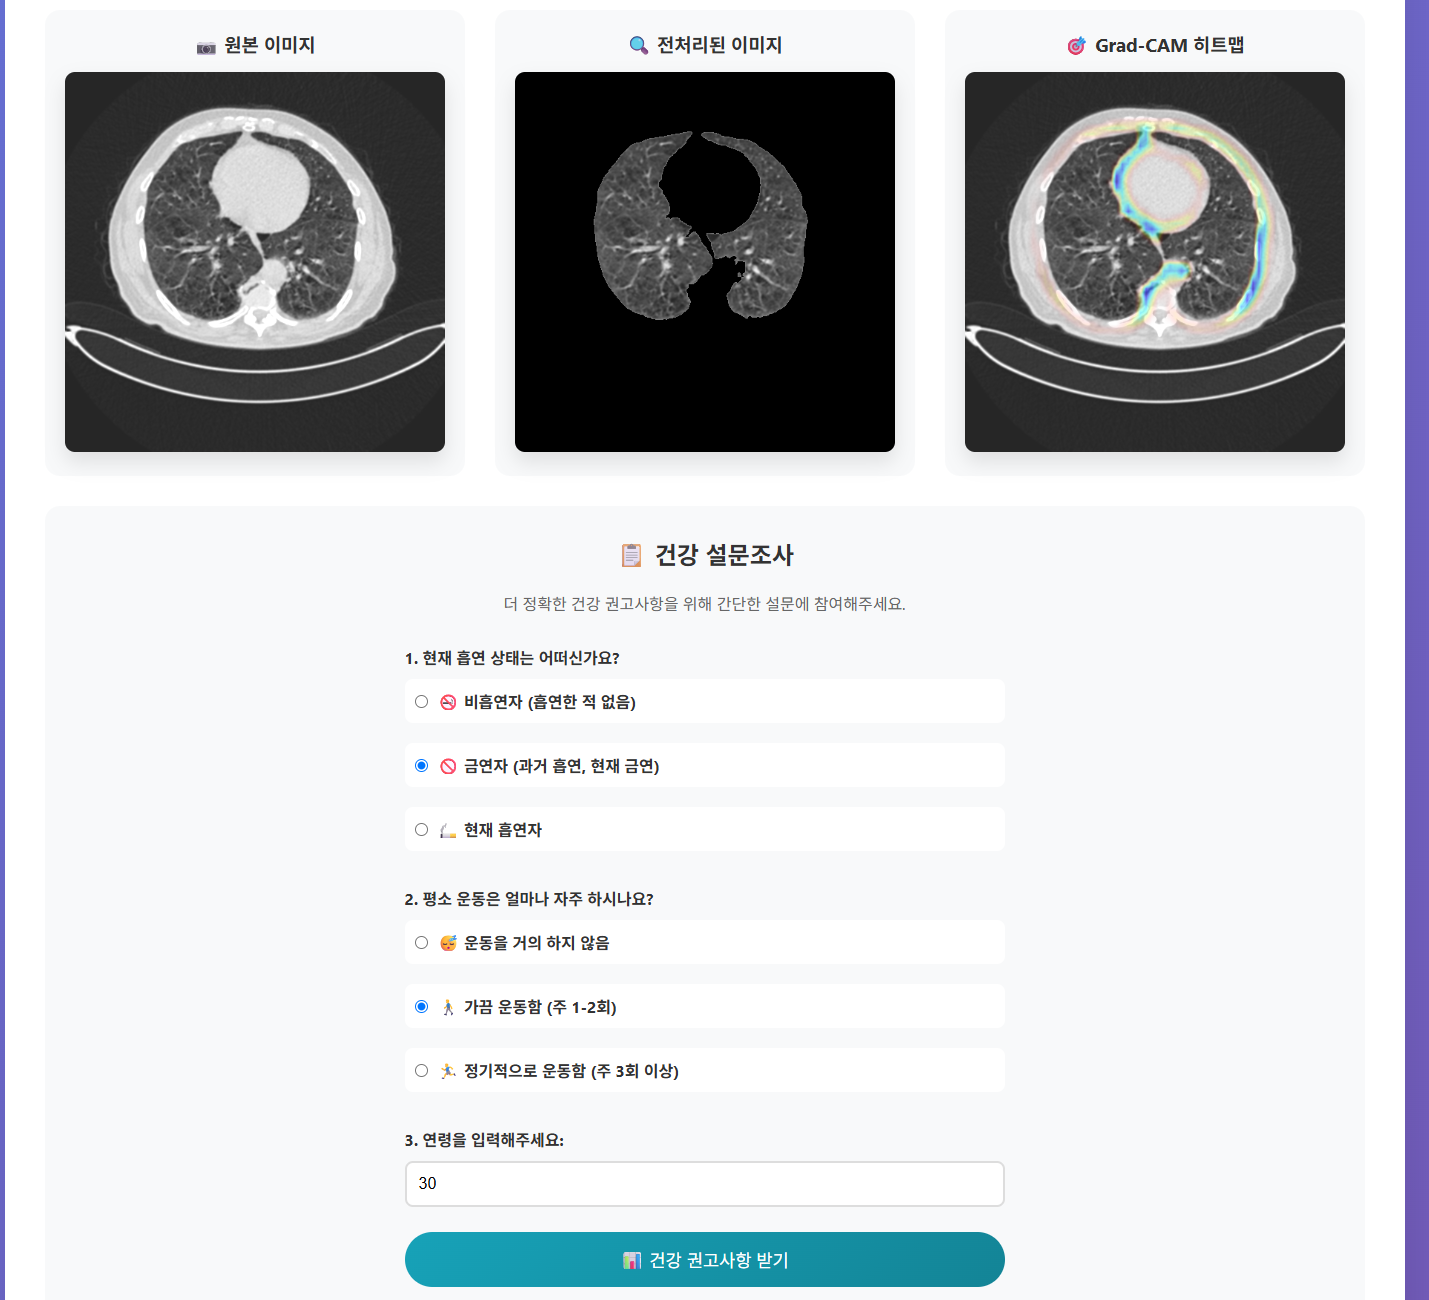 📷 원본 이미지
🔍 전처리된 이미지
🎯 Grad-CAM 히트맵
📋 건강 설문조사
더 정확한 건강 권고사항을 위해 간단한 설문에 참여해주세요.
1. 현재 흡연 상태는 어떠신가요?
🚭 비흡연자 (흡연한 적 없음)
🚫 금연자 (과거 흡연, 현재 금연)
🚬 현재 흡연자
2. 평소 운동은 얼마나 자주 하시나요?
😴 운동을 거의 하지 않음
🚶 가끔 운동함 (주 1-2회)
🏃 정기적으로 운동함 (주 3회 이상)
3. 연령을 입력해주세요:
30
📊 건강 권고사항 받기